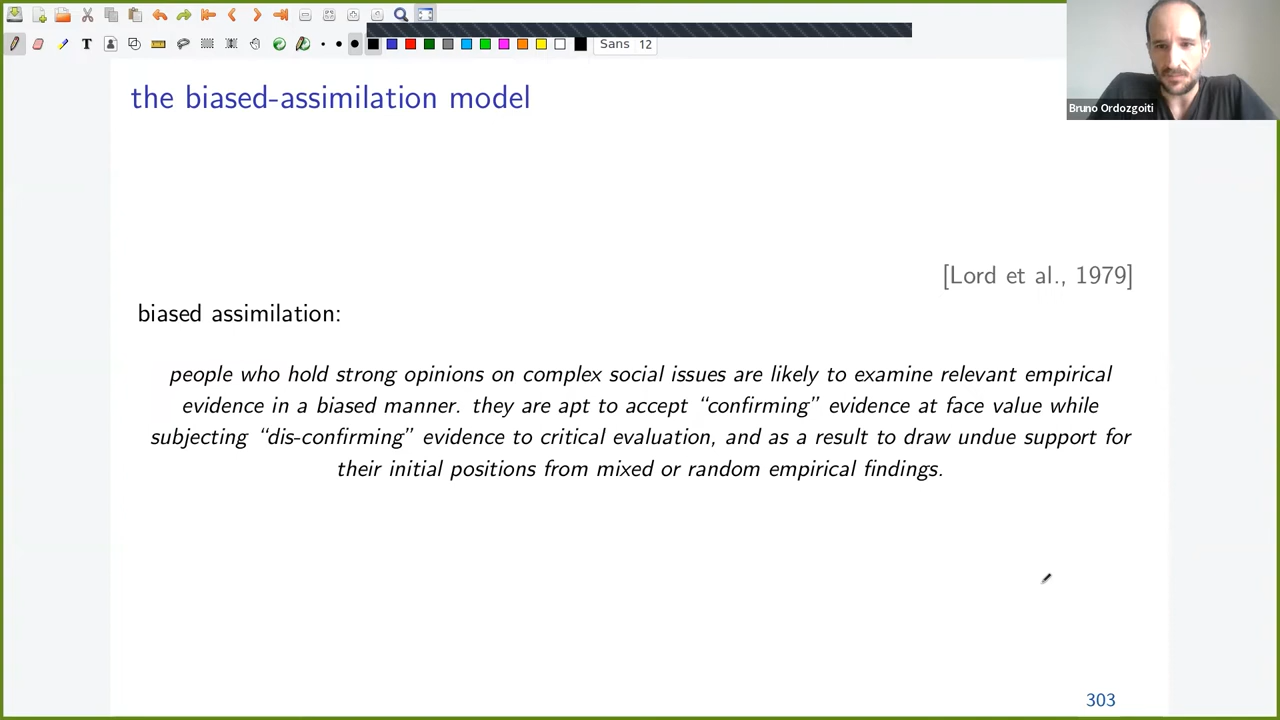 Sans 12
Bruno Ordozgoiti
the biased-assimilation model
[Lord et al., 1979]
biased assimilation:
people who hold strong opinions on complex social issues are likely to examine relevant empirical
evidence in a biased manner. they are apt to accept “confirming” evidence at face value while
subjecting “dis-confirming” evidence to critical evaluation, and as a result to draw undue support for
their initial positions from mixed or random empirical findings.
303